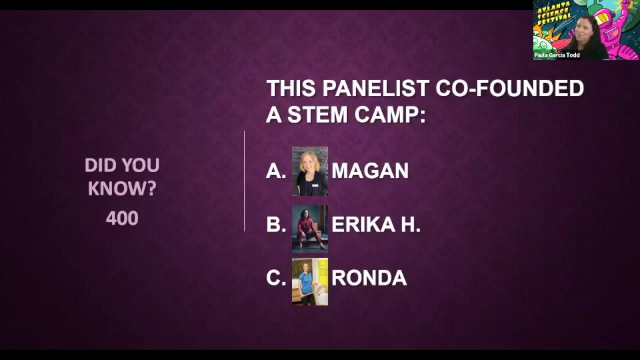 ATLANTA
SCIENCE
FESTIVAL
Paula Garcia Todd
THIS PANELIST CO-FOUNDED
A STEM CAMP:
DID YOU
KNOW?
400
A. MAGAN
B. ERIKA H.
C. RONDA